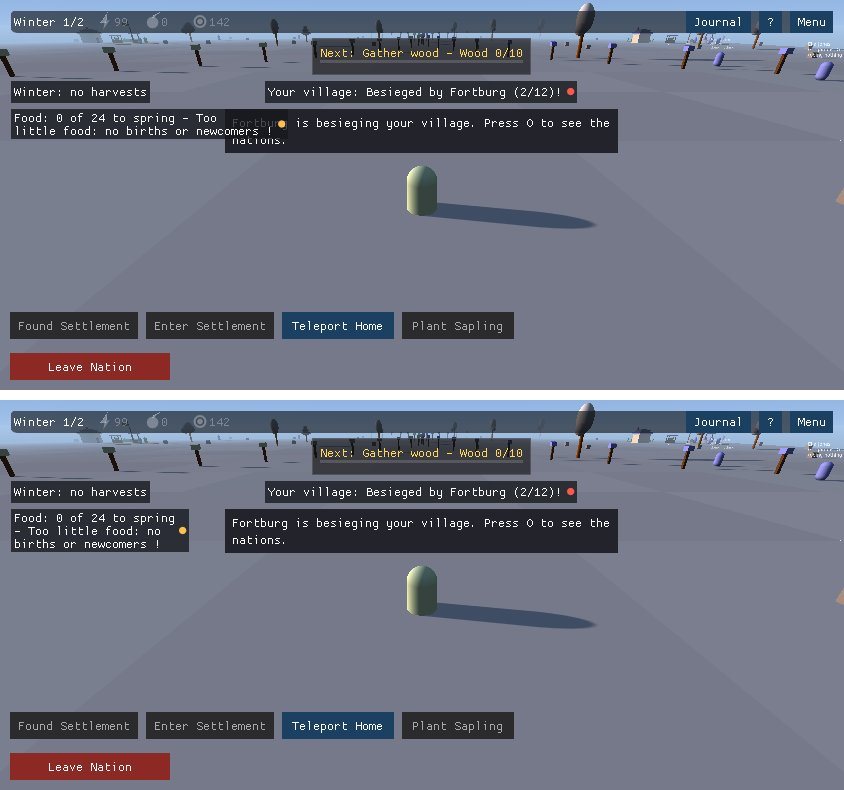 Winter 1/2 99 0 142 Journal ? Menu
Next: Gather wood - Wood 0/10
Winter: no harvests
Your village: Besieged by Fortburg (2/12)!
Food: 0 of 24 to spring - Too
little food: no births or newcomers !
Fortburg is besieging your village. Press O to see the
nations.
Found Settlement Enter Settlement Teleport Home Plant Sapling
Leave Nation
Winter 1/2 99 0 142 Journal ? Menu
Next: Gather wood - Wood 0/10
Winter: no harvests
Your village: Besieged by Fortburg (2/12)!
Food: 0 of 24 to spring
- Too little food: no
births or newcomers !
Fortburg is besieging your village. Press O to see the
nations.
Found Settlement Enter Settlement Teleport Home Plant Sapling
Leave Nation